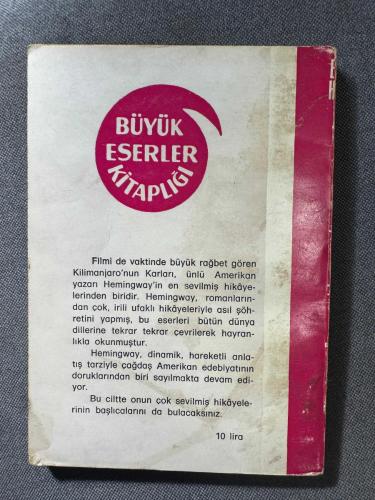 BÜYÜK
ESERLER
KİTAPLIĞI
Filmi de vaktinde büyük rağbet gören
Kilimanjaro'nun Karları, ünlü Amerikan
yazarı Hemingway'in en sevilmiş hikâye-
lerinden biridir. Hemingway, romanların-
dan çok, irili ufaklı hikâyeleriyle asıl şöh-
retini yapmış, bu eserleri bütün dünya
dillerine tekrar tekrar çevrilerek hayran-
lıkla okunmuştur.
Hemingway, dinamik, hareketli anla-
tış tarziyle çağdaş Amerikan edebiyatının
doruklarından biri sayılmakta devam edi-
yor.
Bu ciltte onun çok sevilmiş hikâyele-
rinin başlıcalarını da bulacaksınız.
10 lira